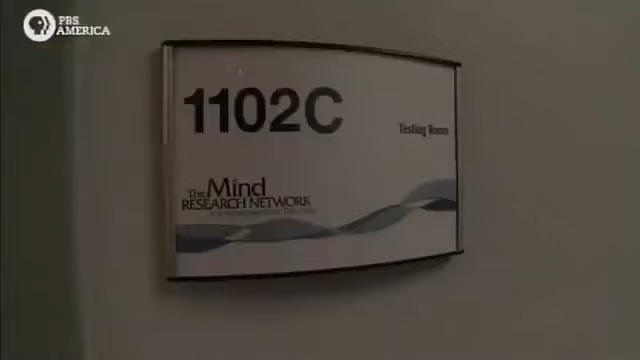 PBS
AMERICA
1102C
Testing Room
The Mind
RESEARCH NETWORK